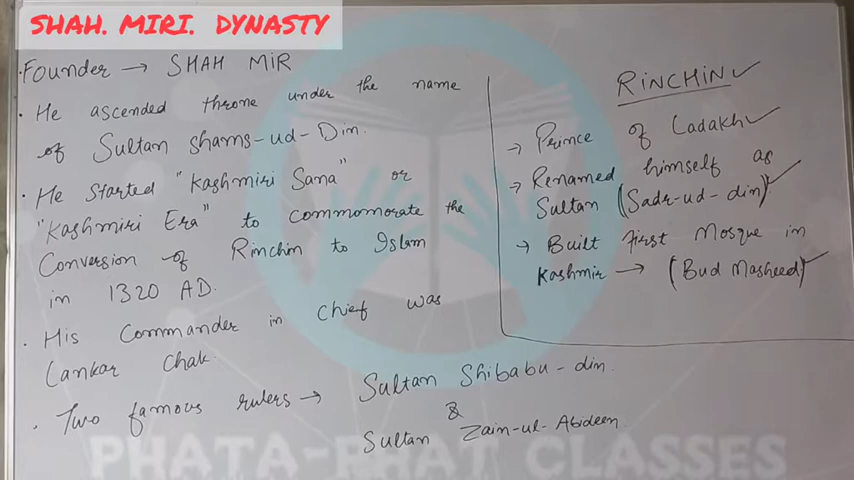 SHAH. MIRI. DYNASTY
Founder → SHAH MIR
· He ascended throne under the name
of Sultan shams-ud-Din.
· He started "Kashmiri Sana" or
"Kashmiri Era" to commomorate the
Conversion of Rinchin to Islam
in 1320 AD.
· His Commander in Chief was
Lankar Chak.
· Two famous rulers → Sultan Shibabu-din.
&
Sultan Zain-ul-Abideen
RINCHIN ✓
→ Prince of Ladakh ✓
→ Renamed himself as
Sultan (Sadr-ud-din) ✓
→ Built first Mosque in
Kashmir → (Bud Masheed) ✓
PHATA-PHAT CLASSES